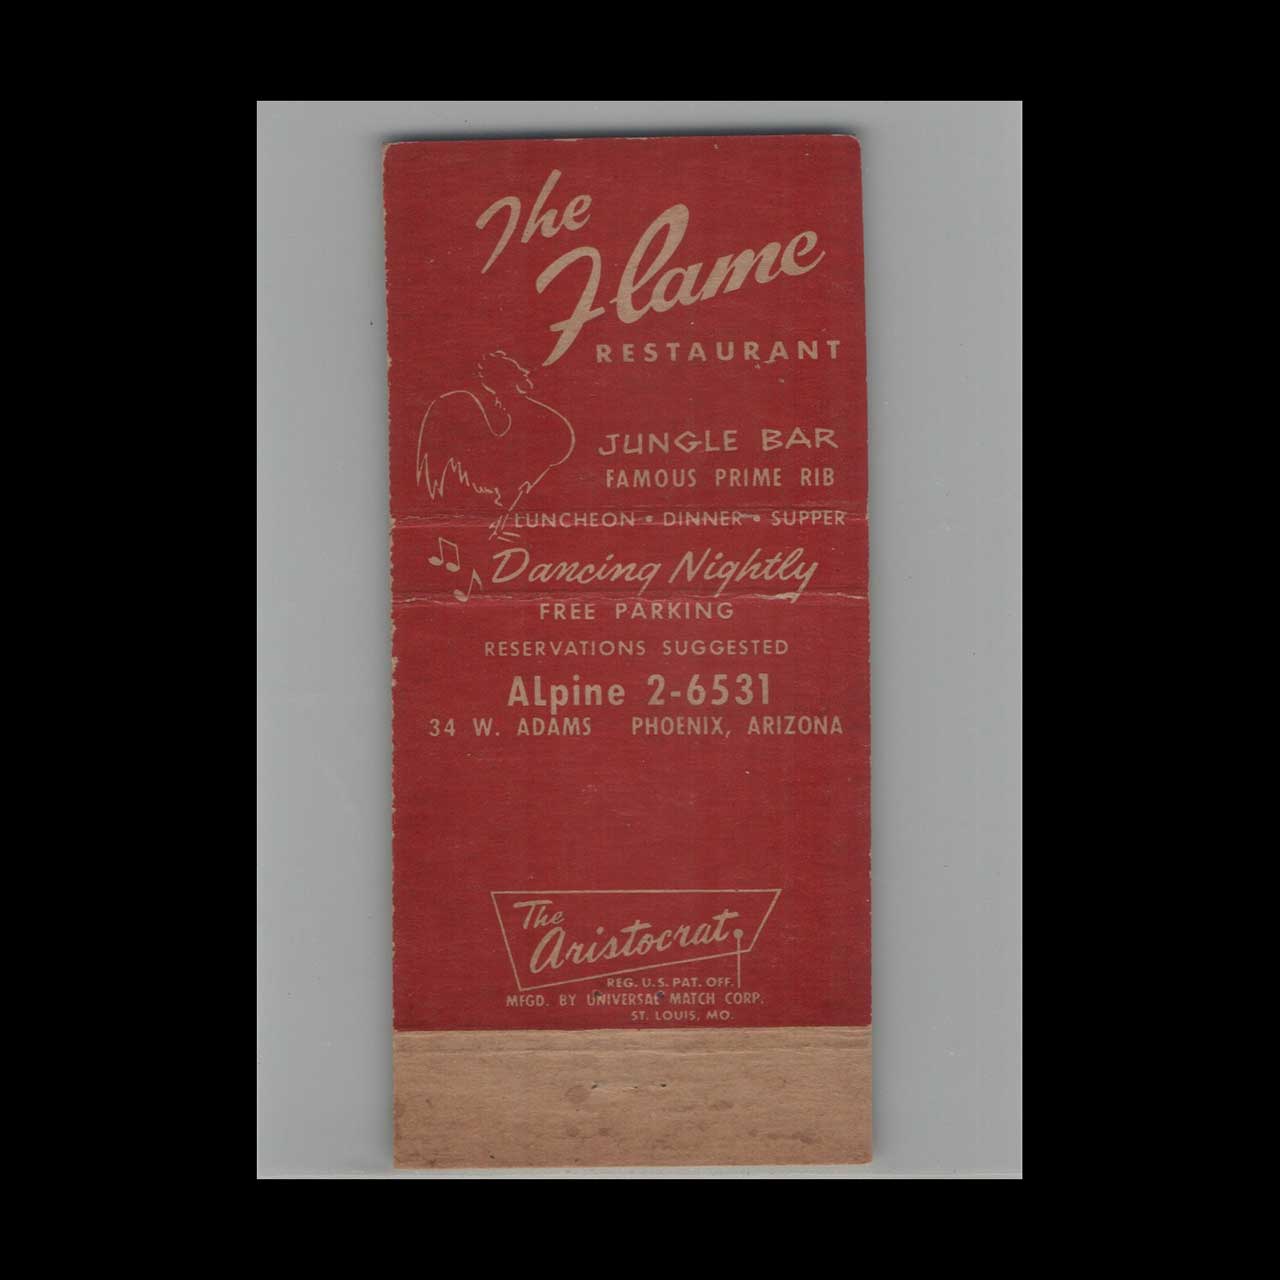 The
Flame
RESTAURANT
JUNGLE BAR
FAMOUS PRIME RIB
LUNCHEON • DINNER • SUPPER
Dancing Nightly
FREE PARKING
RESERVATIONS SUGGESTED
ALpine 2-6531
34 W. ADAMS PHOENIX, ARIZONA
The
Aristocrat
REG. U.S. PAT. OFF.
MFGD. BY UNIVERSAL MATCH CORP.
ST. LOUIS, MO.